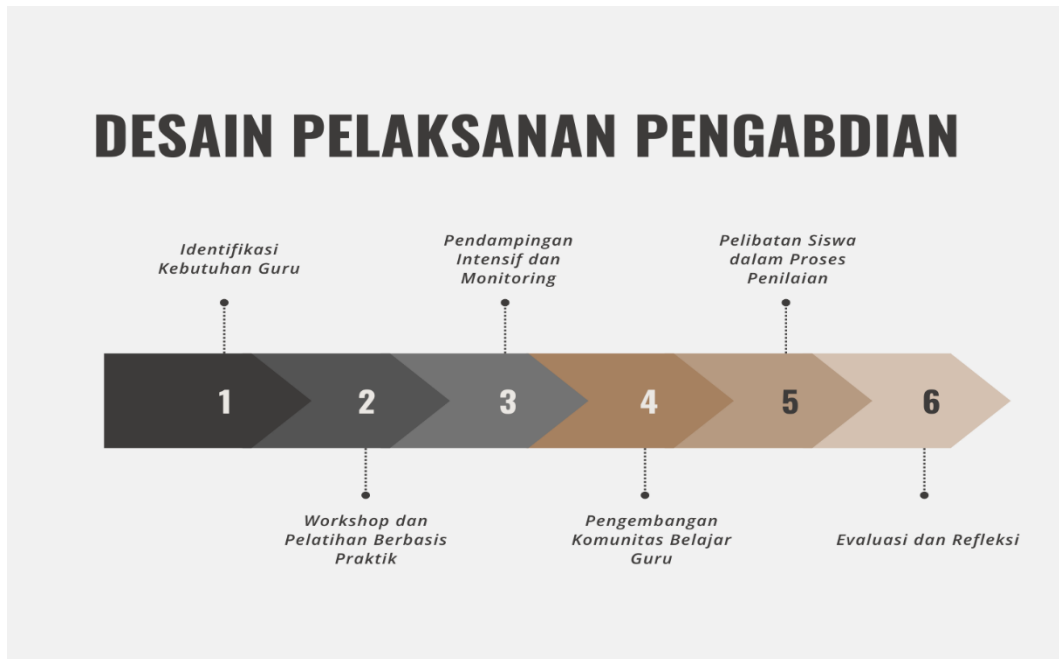 DESAIN PELAKSANAN PENGABDIAN
Identifikasi
Kebutuhan Guru
Pendampingan
Intensif dan
Monitoring
Pelibatan Siswa
dalam Proses
Penilaian
1
2
3
4
5
6
Workshop dan
Pelatihan Berbasis
Praktik
Pengembangan
Komunitas Belajar
Guru
Evaluasi dan Refleksi